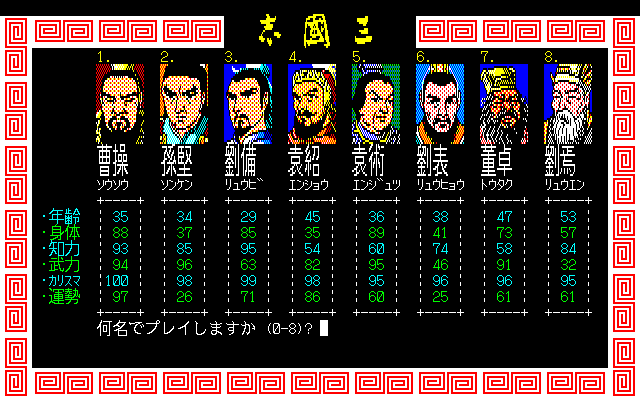 志國三
1. 2. 3. 4. 5. 6. 7. 8.
曹操 孫堅 劉備 袁紹 袁術 劉表 董卓 劉焉
ソウソウ ソンケン リュウビ エンショウ エンジュツ リュウヒョウ トウタク リュウエン
・年齢 35 34 29 45 36 38 47 53
・身体 88 37 85 35 89 41 73 57
・知力 93 85 95 54 60 74 58 84
・武力 94 96 63 82 95 46 91 32
・カリスマ 100 98 99 98 95 96 96 95
・運勢 97 26 71 86 60 25 61 61
何名でプレイしますか (0-8)?